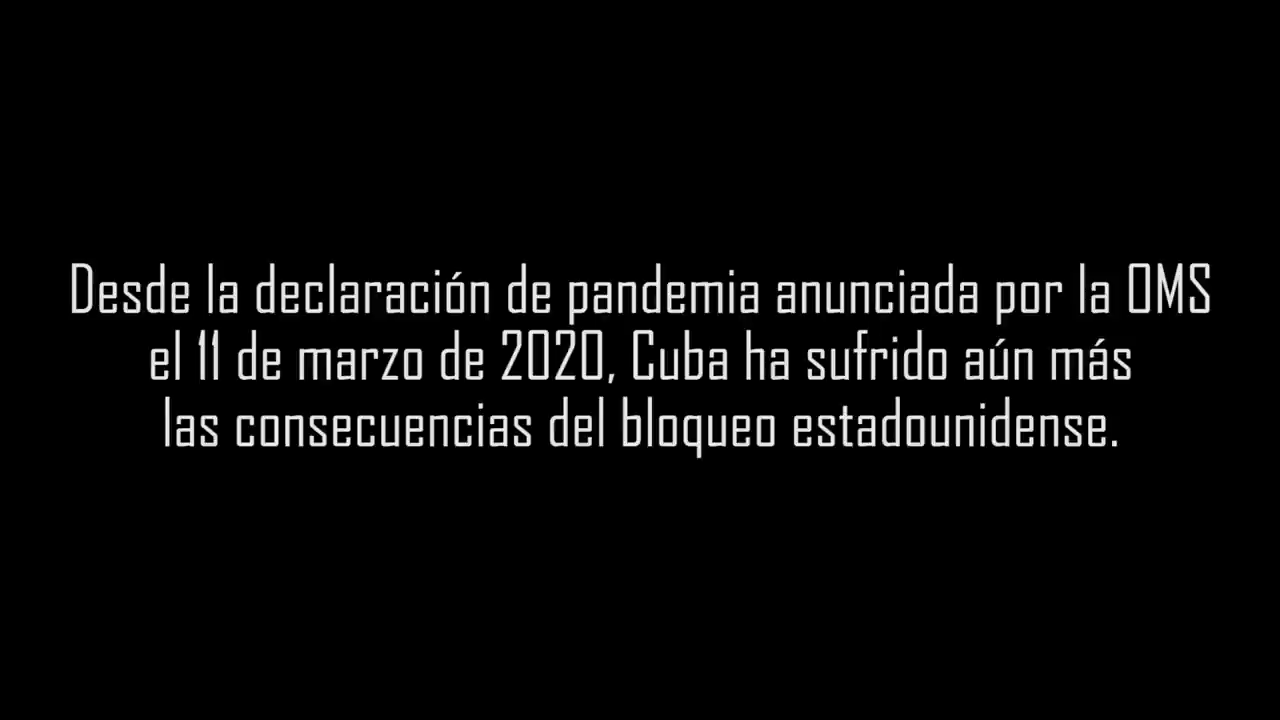 Desde la declaración de pandemia anunciada por la OMS
el 11 de marzo de 2020, Cuba ha sufrido aún más
las consecuencias del bloqueo estadounidense.